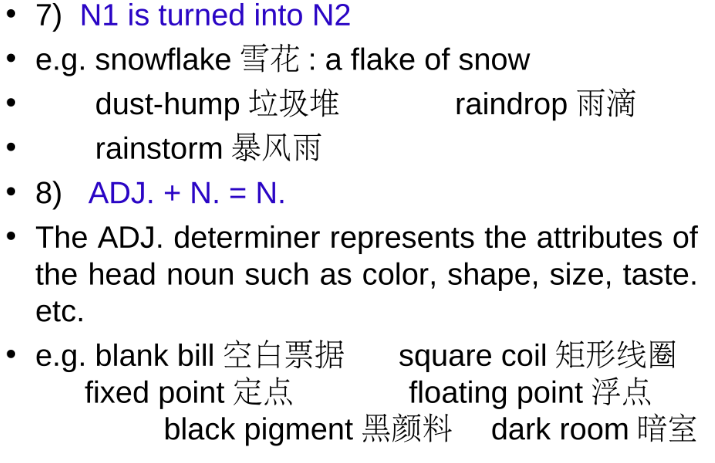 • 7) N1 is turned into N2
• e.g. snowflake 雪花 : a flake of snow
• dust-hump 垃圾堆 raindrop 雨滴
• rainstorm 暴风雨
• 8) ADJ. + N. = N.
• The ADJ. determiner represents the attributes of
the head noun such as color, shape, size, taste.
etc.
• e.g. blank bill 空白票据 square coil 矩形线圈
fixed point 定点 floating point 浮点
black pigment 黑颜料 dark room 暗室